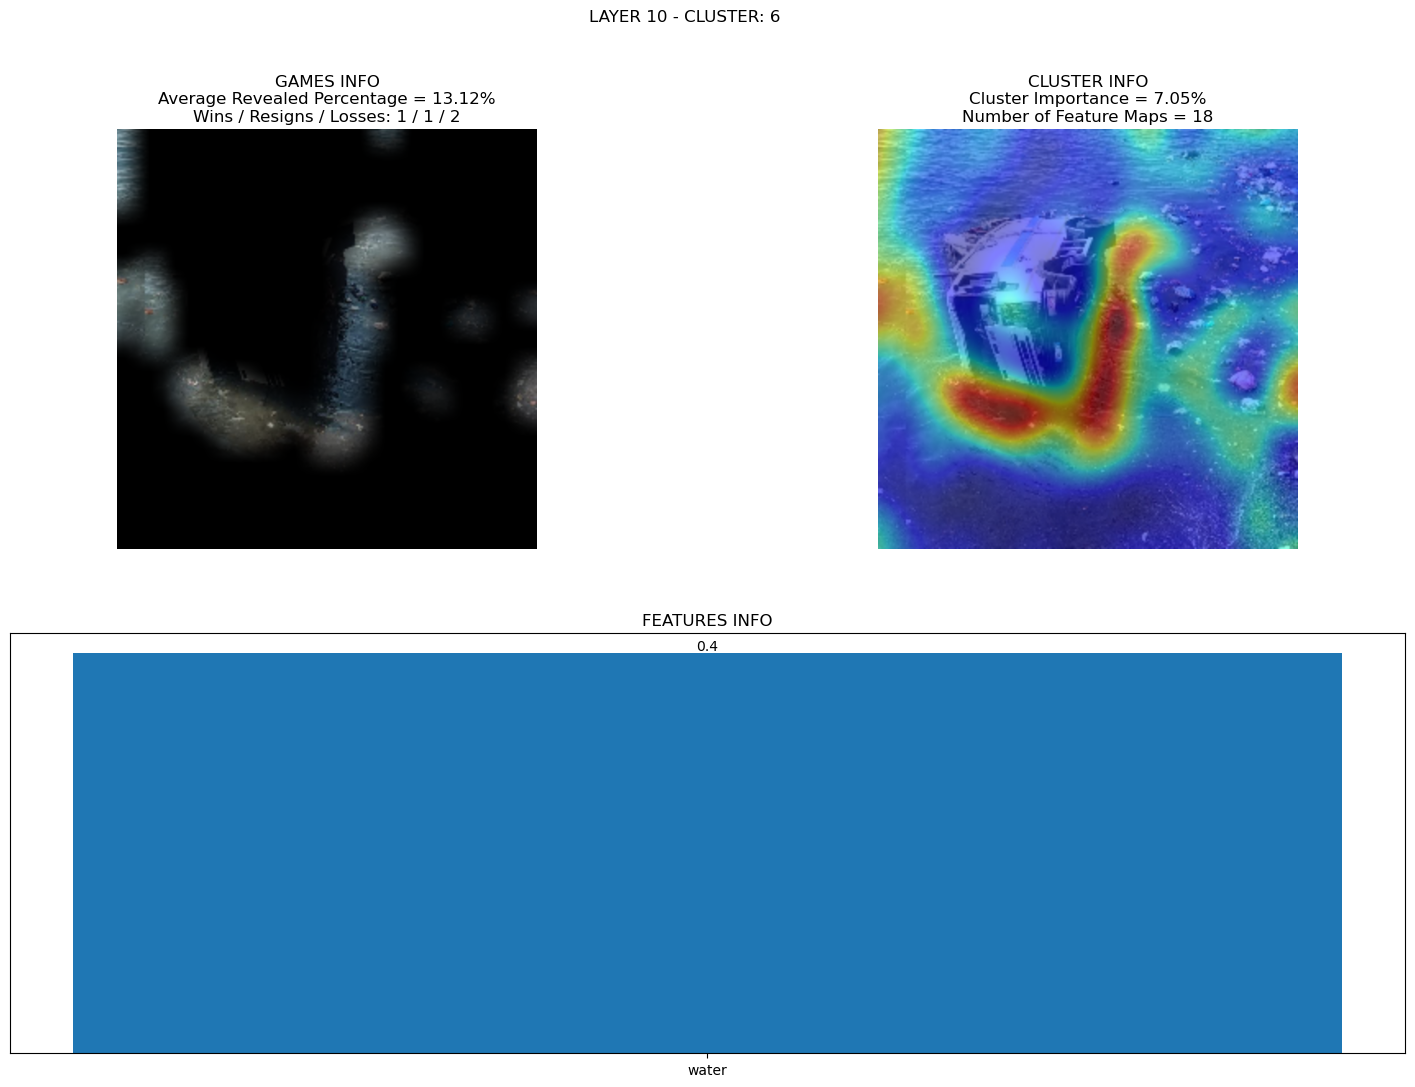 LAYER 10 - CLUSTER: 6
GAMES INFO
Average Revealed Percentage = 13.12%
Wins / Resigns / Losses: 1 / 1 / 2
CLUSTER INFO
Cluster Importance = 7.05%
Number of Feature Maps = 18
FEATURES INFO
0.4
water